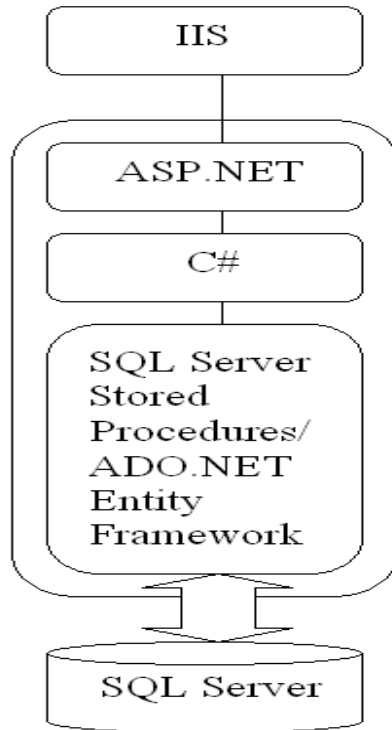 IIS
ASP.NET
C#
SQL Server
Stored
Procedures/
ADO.NET
Entity
Framework
SQL Server